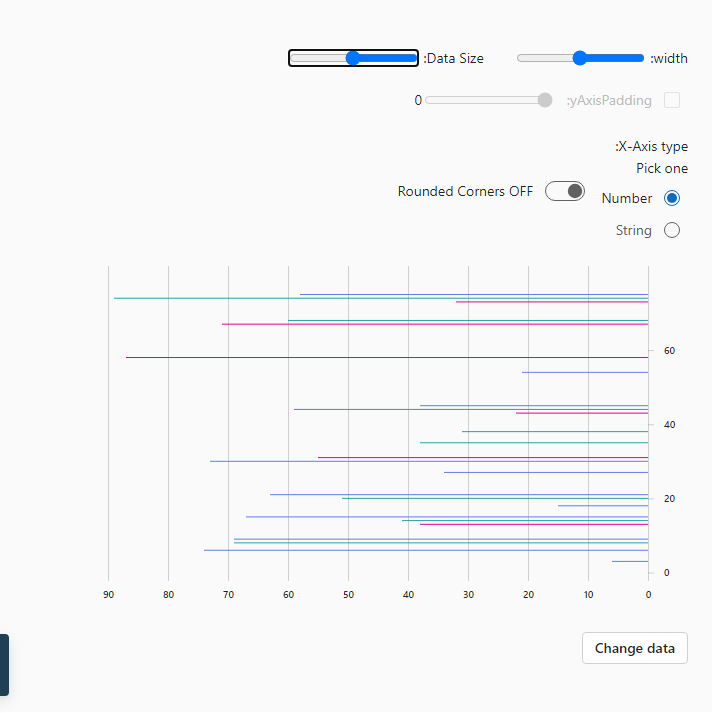 :width
:Data Size
:yAxisPadding
0
:X-Axis type
Pick one
Number
Rounded Corners OFF
String
60
40
20
0
90 80 70 60 50 40 30 20 10 0
Change data